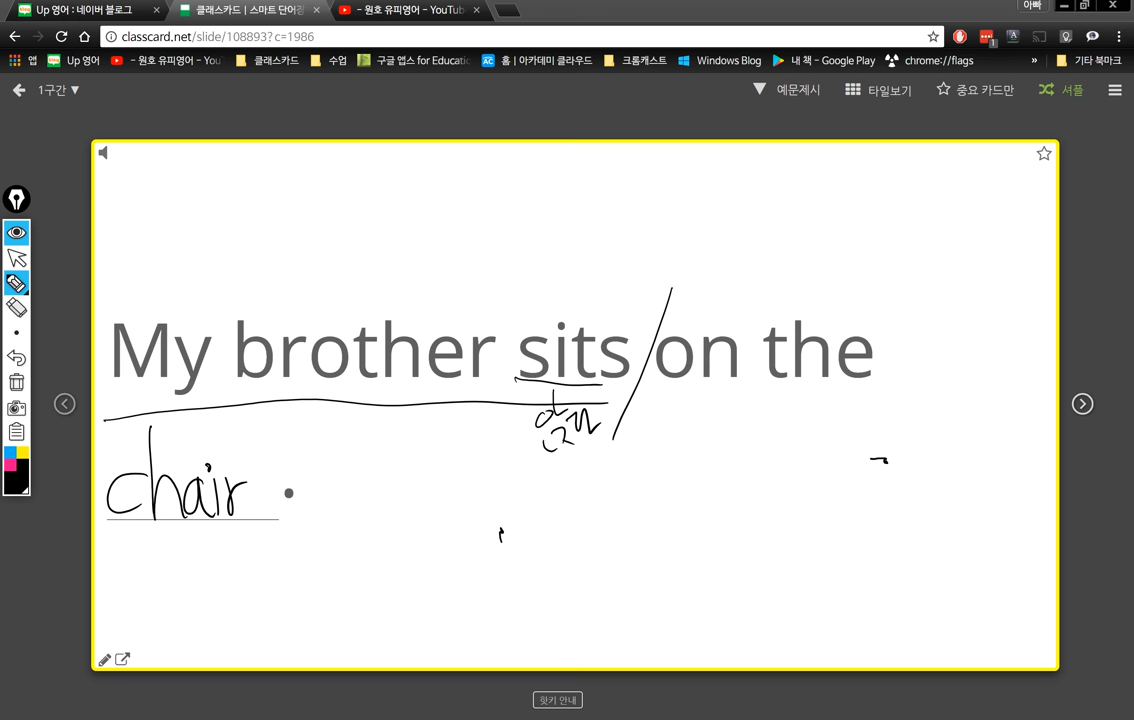 Up 영어 : 네이버 블로그
클래스카드 | 스마트 단어장
- 원호 유피영어 - YouTub
아빠
classcard.net/slide/108893?c=1986
앱 Up 영어 - 원호 유피영어 - You 클래스카드 수업 구글 앱스 for Educatio 홈 | 아카데미 클라우드 크롬캐스트 Windows Blog 내 책 - Google Play chrome://flags » 기타 북마크
1구간 ▼ ▼ 예문제시 타일보기 중요 카드만 셔플
My brother sits / on the
앉다
chair .
핫키 안내